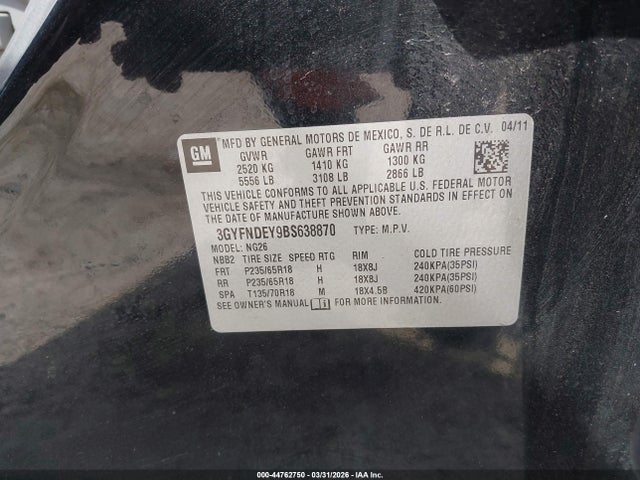 GM
MFD BY GENERAL MOTORS DE MEXICO, S. DE R.L. DE C.V. 04/11
GVWR GAWR FRT GAWR RR
2520 KG 1410 KG 1300 KG
5556 LB 3108 LB 2866 LB
THIS VEHICLE CONFORMS TO ALL APPLICABLE U.S. FEDERAL MOTOR
VEHICLE SAFETY AND THEFT PREVENTION STANDARDS IN EFFECT ON
THE DATE OF MANUFACTURE SHOWN ABOVE.
3GYFNDEY9BS638870 TYPE: M.P.V.
MODEL: NG26
NBB2 TIRE SIZE SPEED RTG RIM COLD TIRE PRESSURE
FRT P235/65R18 H 18X8J 240KPA(35PSI)
RR P235/65R18 H 18X8J 240KPA(35PSI)
SPA T135/70R18 M 18X4.5B 420KPA(60PSI)
SEE OWNER'S MANUAL FOR MORE INFORMATION.
000-44762750 - 03/31/2026 - IAA Inc.